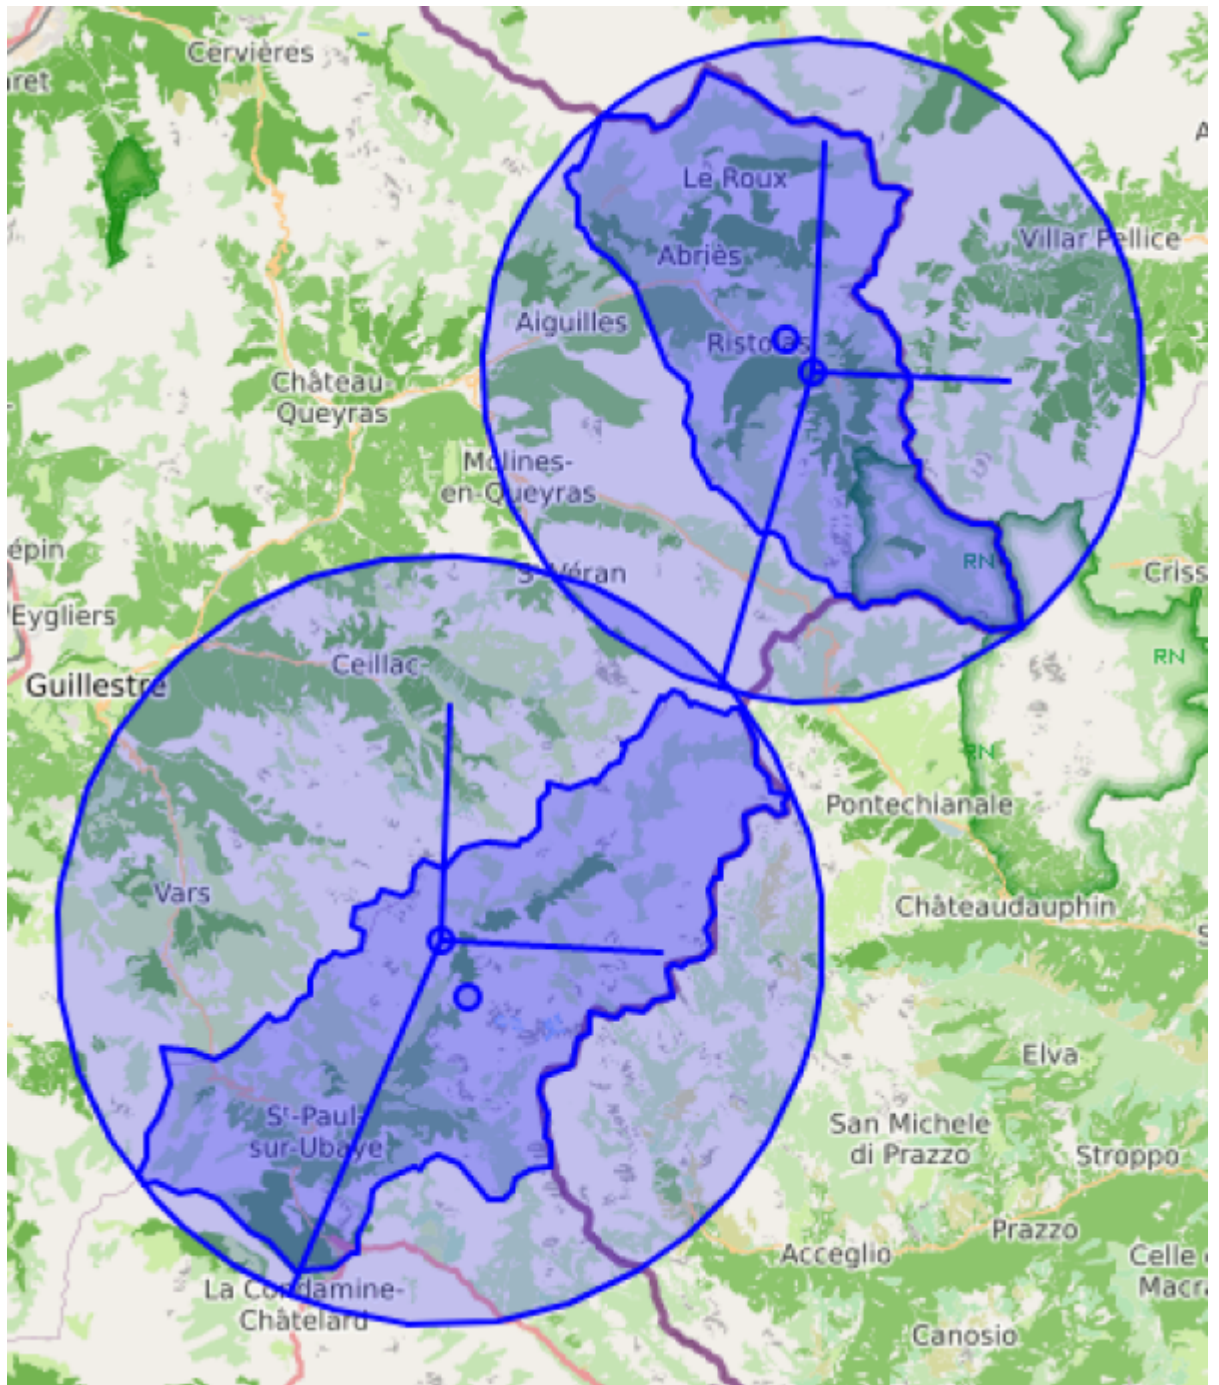 Cervières
aret
A
Le Roux
Villar Pellice
Abriès
Aiguilles
Ristolas
Château-
Queyras
Molines-
en-Queyras
épin
RN
Criss
St-Véran
Eygliers
Ceillac
RN
Guillestre
RN
Pontechianale
Vars
Châteaudauphin
S
Elva
St-Paul-
sur-Ubaye
San Michele
di Prazzo
Stroppo
Prazzo
Acceglio
Celle
Macra
La Condamine-
Châtelard
Canosio